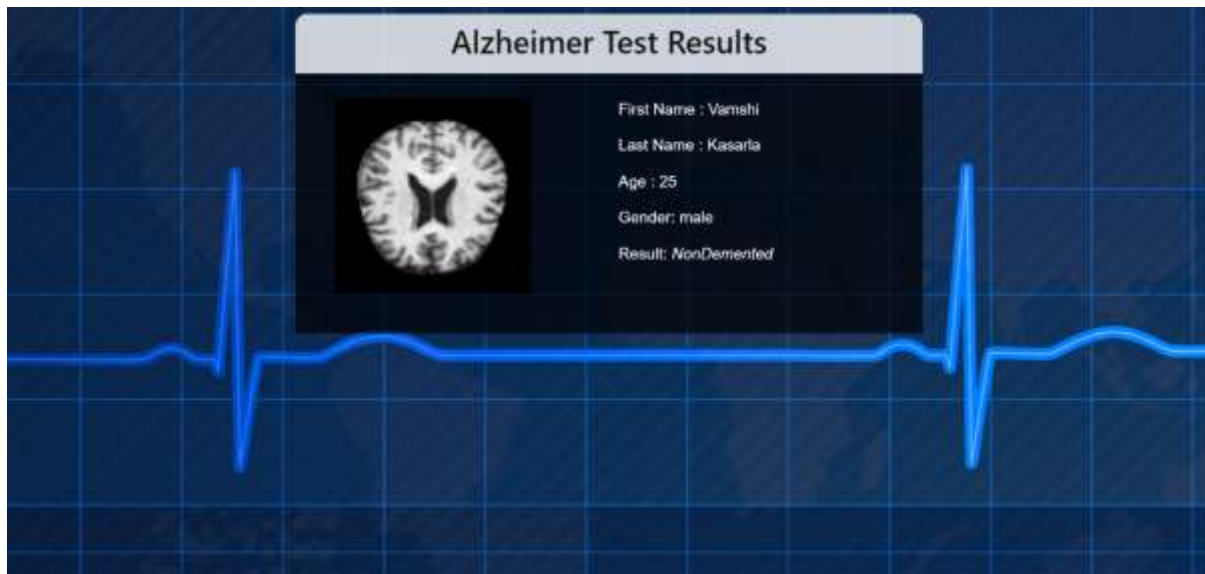 Alzheimer Test Results
First Name : Vamshi
Last Name : Kasarla
Age : 25
Gender: male
Result: NonDemented